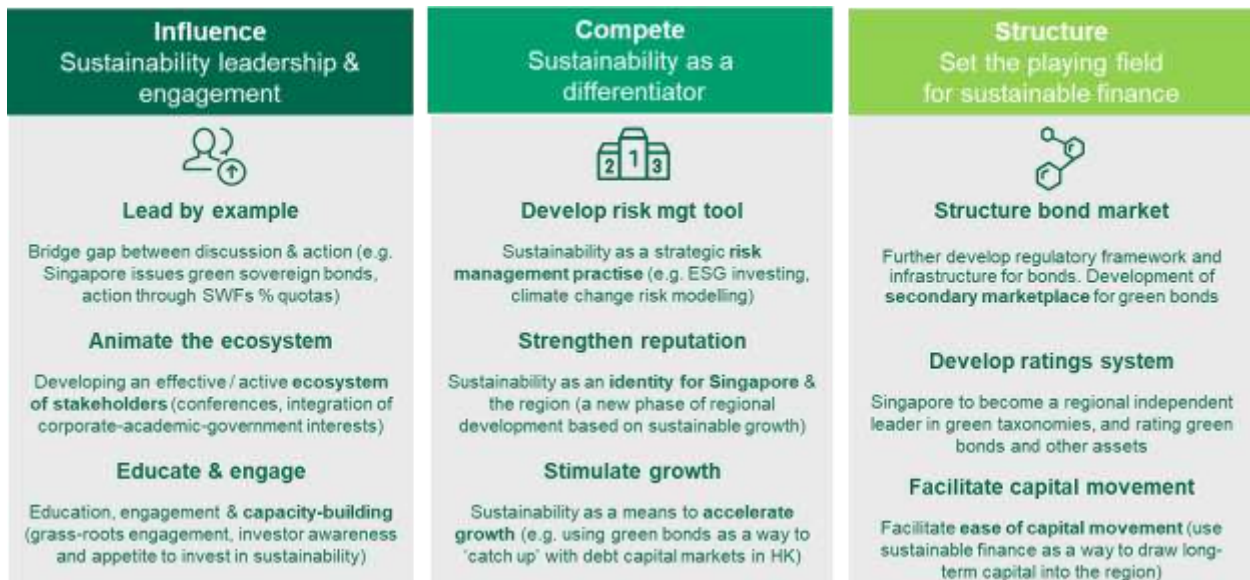 Influence
Sustainability leadership &
engagement
Lead by example
Bridge gap between discussion & action (e.g.
Singapore issues green sovereign bonds,
action through SWFs % quotas)
Animate the ecosystem
Developing an effective / active ecosystem
of stakeholders (conferences, integration of
corporate-academic-government interests)
Educate & engage
Education, engagement & capacity-building
(grass-roots engagement, investor awareness
and appetite to invest in sustainability)
Compete
Sustainability as a
differentiator
2 1 3
Develop risk mgt tool
Sustainability as a strategic risk
management practise (e.g. ESG investing,
climate change risk modelling)
Strengthen reputation
Sustainability as an identity for Singapore &
the region (a new phase of regional
development based on sustainable growth)
Stimulate growth
Sustainability as a means to accelerate
growth (e.g. using green bonds as a way to
‘catch up’ with debt capital markets in HK)
Structure
Set the playing field
for sustainable finance
Structure bond market
Further develop regulatory framework and
infrastructure for bonds. Development of
secondary marketplace for green bonds
Develop ratings system
Singapore to become a regional independent
leader in green taxonomies, and rating green
bonds and other assets
Facilitate capital movement
Facilitate ease of capital movement (use
sustainable finance as a way to draw long-
term capital into the region)